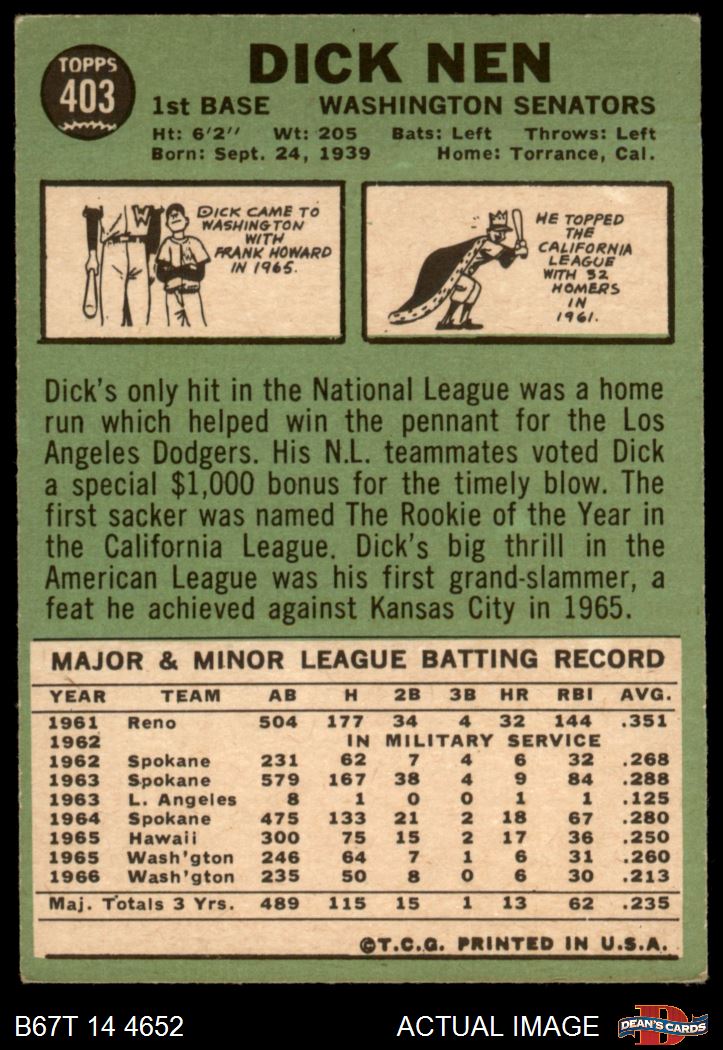 TOPPS
403
DICK NEN
1st BASE WASHINGTON SENATORS
Ht: 6'2" Wt: 205 Bats: Left Throws: Left
Born: Sept. 24, 1939 Home: Torrance, Cal.
W
DICK CAME TO
WASHINGTON
WITH
FRANK HOWARD
IN 1965.
HE TOPPED
THE
CALIFORNIA
LEAGUE
WITH 32
HOMERS
IN
1961.
Dick's only hit in the National League was a home
run which helped win the pennant for the Los
Angeles Dodgers. His N.L. teammates voted Dick
a special $1,000 bonus for the timely blow. The
first sacker was named The Rookie of the Year in
the California League. Dick's big thrill in the
American League was his first grand-slammer, a
feat he achieved against Kansas City in 1965.
MAJOR & MINOR LEAGUE BATTING RECORD
YEAR TEAM AB H 2B 3B HR RBI AVG.
1961 Reno 504 177 34 4 32 144 .351
1962 IN MILITARY SERVICE
1962 Spokane 231 62 7 4 6 32 .268
1963 Spokane 579 167 38 4 9 84 .288
1963 L. Angeles 8 1 0 0 1 1 .125
1964 Spokane 475 133 21 2 18 67 .280
1965 Hawaii 300 75 15 2 17 36 .250
1965 Wash'gton 246 64 7 1 6 31 .260
1966 Wash'gton 235 50 8 0 6 30 .213
Maj. Totals 3 Yrs. 489 115 15 1 13 62 .235
©T.C.G. PRINTED IN U.S.A.
B67T 14 4652 ACTUAL IMAGE
DEAN'S CARDS